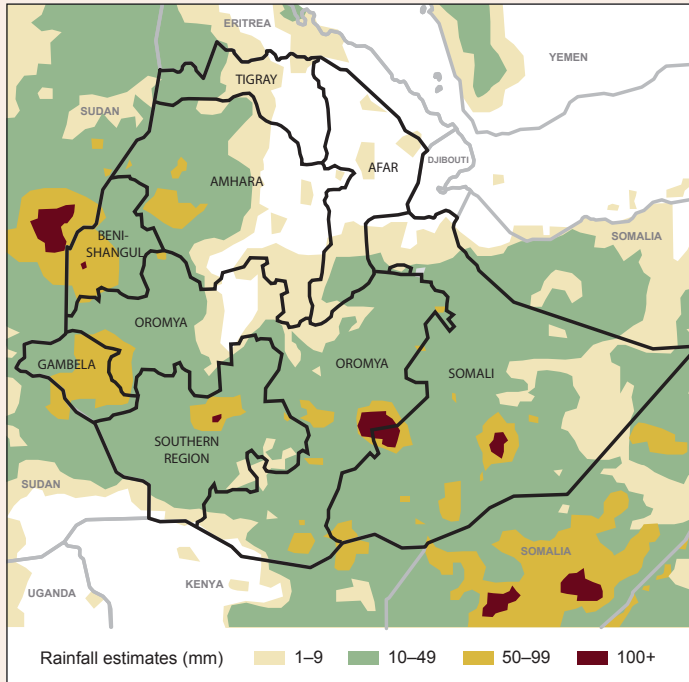 ERITREA
YEMEN
TIGRAY
SUDAN
DJIBOUTI
AFAR
AMHARA
BENI-
SHANGUL
SOMALIA
OROMYA
GAMBELA
OROMYA
SOMALI
SOUTHERN
REGION
SUDAN
SOMALIA
KENYA
UGANDA
Rainfall estimates (mm) 1–9 10–49 50–99 100+